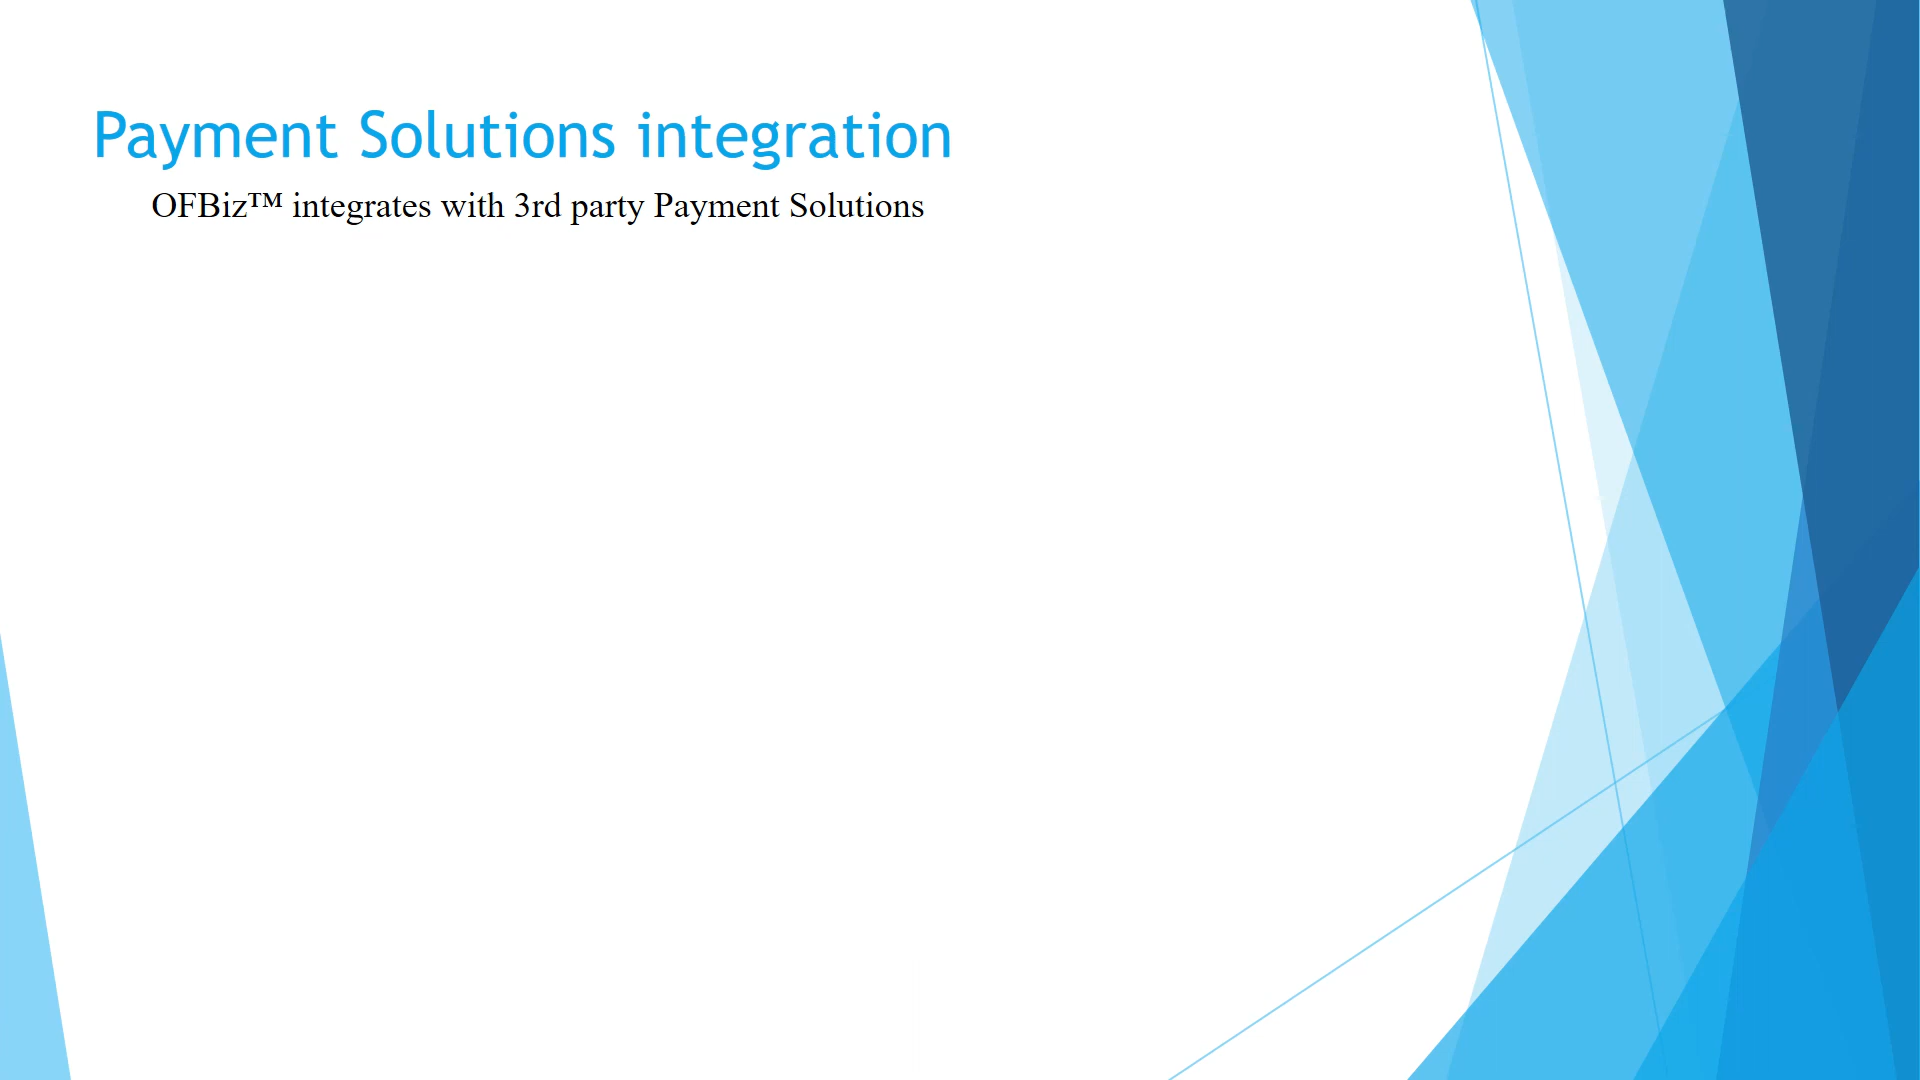 Payment Solutions integration
OFBiz™ integrates with 3rd party Payment Solutions